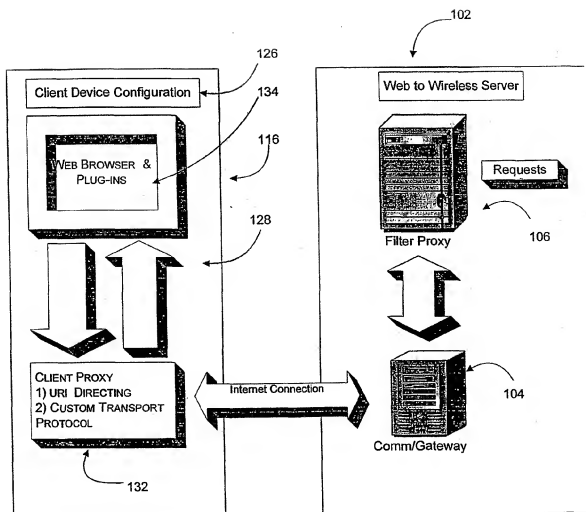 102
126
Client Device Configuration
134
Web to Wireless Server
WEB BROWSER &
PLUG-INS
116
Requests
128
Filter Proxy
106
CLIENT PROXY
1) URI DIRECTING
2) CUSTOM TRANSPORT
PROTOCOL
Internet Connection
104
Comm/Gateway
132